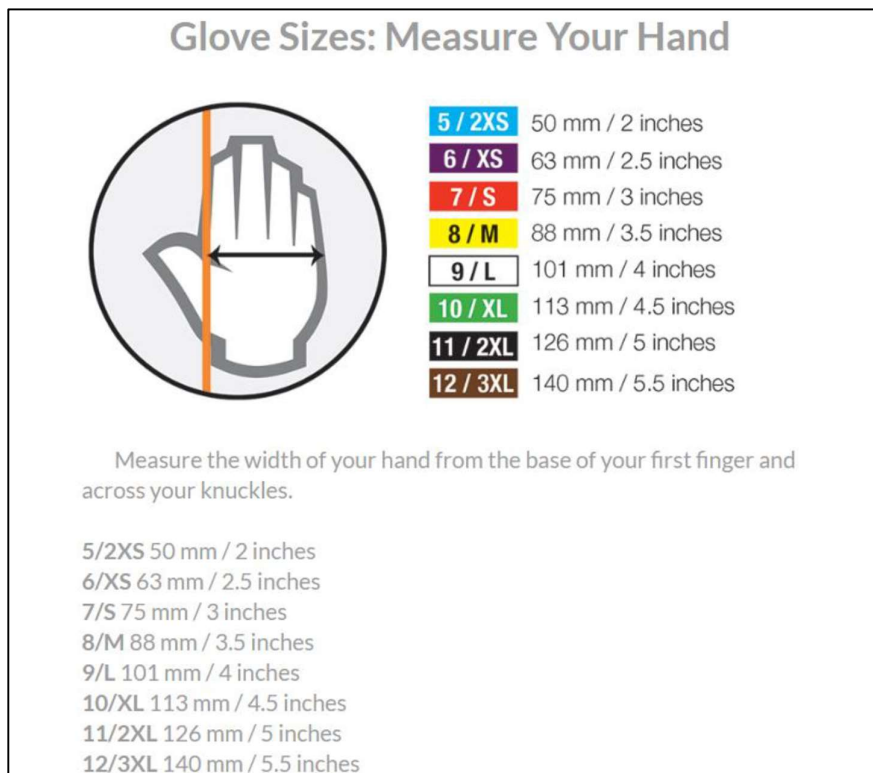 Glove Sizes: Measure Your Hand
5 / 2XS 50 mm / 2 inches
6 / XS 63 mm / 2.5 inches
7 / S 75 mm / 3 inches
8 / M 88 mm / 3.5 inches
9 / L 101 mm / 4 inches
10 / XL 113 mm / 4.5 inches
11 / 2XL 126 mm / 5 inches
12 / 3XL 140 mm / 5.5 inches
Measure the width of your hand from the base of your first finger and
across your knuckles.
5/2XS 50 mm / 2 inches
6/XS 63 mm / 2.5 inches
7/S 75 mm / 3 inches
8/M 88 mm / 3.5 inches
9/L 101 mm / 4 inches
10/XL 113 mm / 4.5 inches
11/2XL 126 mm / 5 inches
12/3XL 140 mm / 5.5 inches